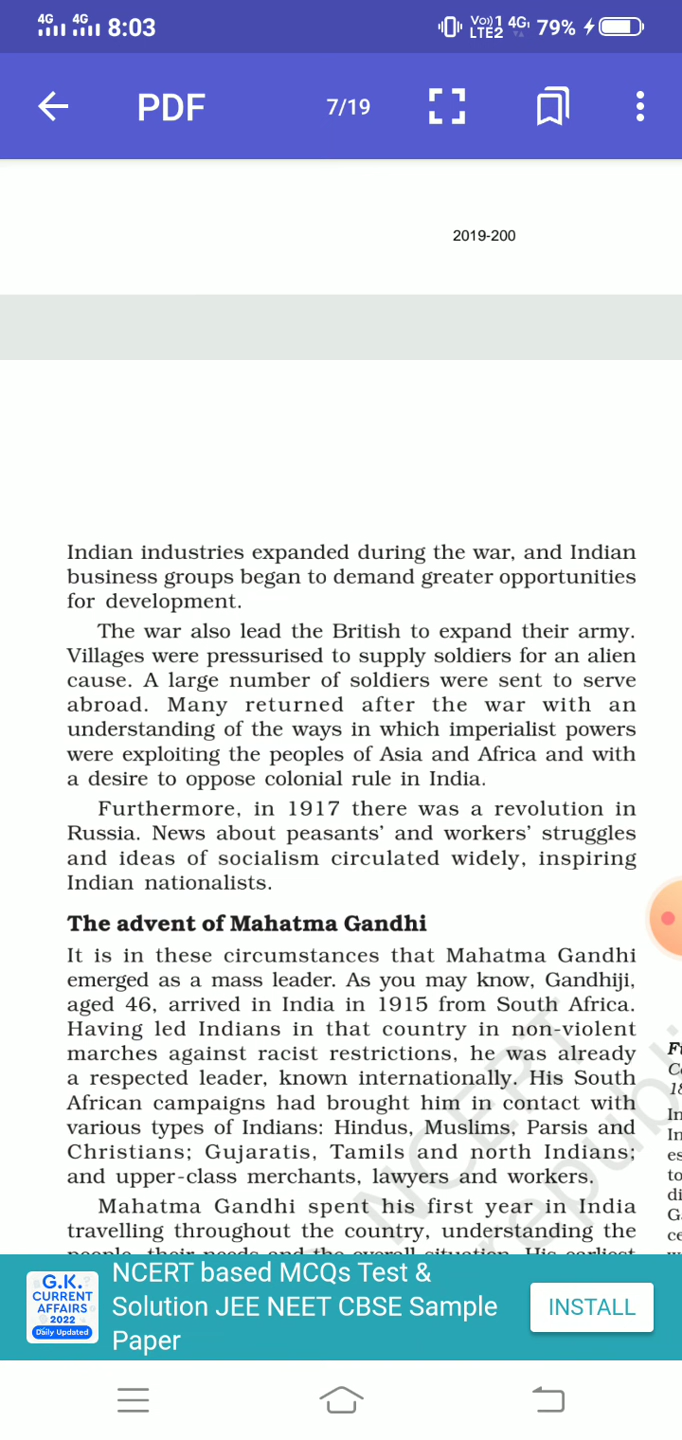 4G 4G 8:03 Vo)) 1 4G LTE2 79%
PDF 7/19
2019-200
Indian industries expanded during the war, and Indian
business groups began to demand greater opportunities
for development.
The war also lead the British to expand their army.
Villages were pressurised to supply soldiers for an alien
cause. A large number of soldiers were sent to serve
abroad. Many returned after the war with an
understanding of the ways in which imperialist powers
were exploiting the peoples of Asia and Africa and with
a desire to oppose colonial rule in India.
Furthermore, in 1917 there was a revolution in
Russia. News about peasants' and workers' struggles
and ideas of socialism circulated widely, inspiring
Indian nationalists.
The advent of Mahatma Gandhi
It is in these circumstances that Mahatma Gandhi
emerged as a mass leader. As you may know, Gandhiji,
aged 46, arrived in India in 1915 from South Africa.
Having led Indians in that country in non-violent
marches against racist restrictions, he was already
a respected leader, known internationally. His South
African campaigns had brought him in contact with
various types of Indians: Hindus, Muslims, Parsis and
Christians; Gujaratis, Tamils and north Indians;
and upper-class merchants, lawyers and workers.
Mahatma Gandhi spent his first year in India
travelling throughout the country, understanding the
people, their needs and the overall situation. His earliest
NCERT
republi
G.K.
CURRENT
AFFAIRS
2022
Daily Updated
NCERT based MCQs Test &
Solution JEE NEET CBSE Sample
Paper
INSTALL